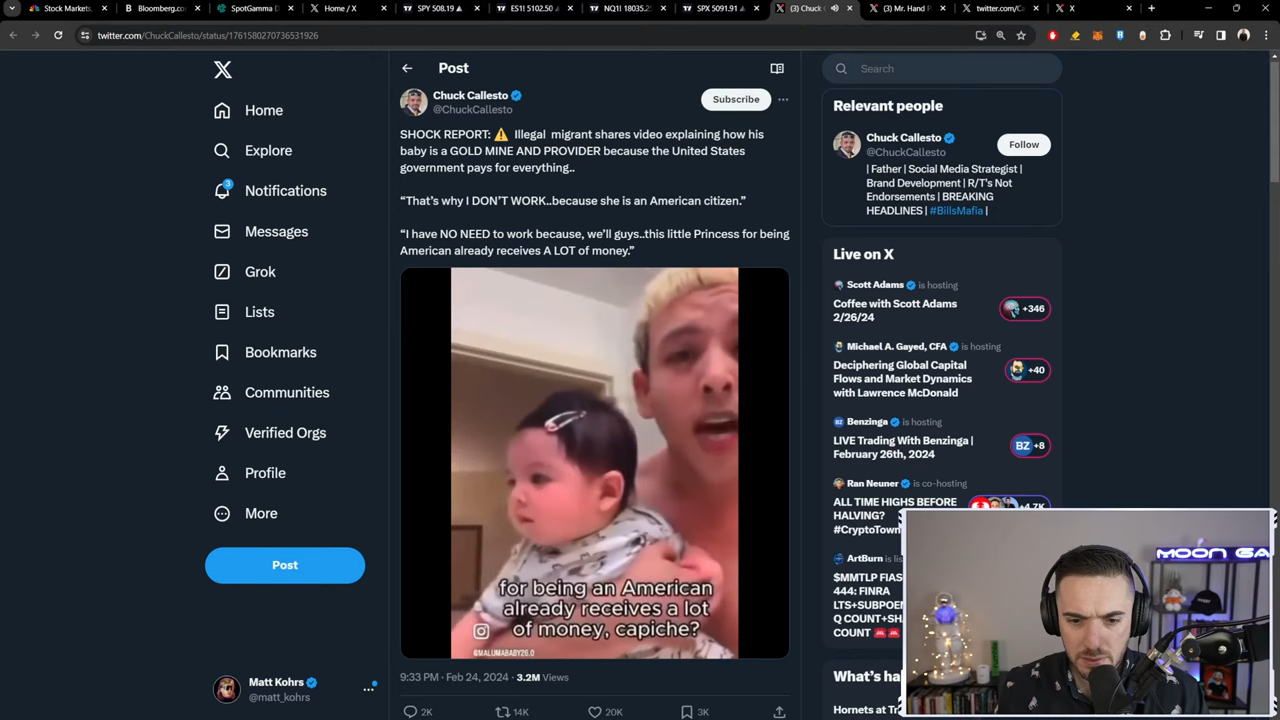 Stock Markets,
Bloomberg.com
SpotGamma D
Home / X
SPY 508.19
ES1! 5102.50
NQ1! 18035.25
SPX 5091.91
(3) Chuck C
(3) Mr. Hand P
twitter.com/Ca
X
twitter.com/ChuckCallesto/status/1761580270736531926
Home
Explore
3
Notifications
Messages
Grok
Lists
Bookmarks
Communities
Verified Orgs
Profile
More
Post
Matt Kohrs
@matt_kohrs
Post
Chuck Callesto
@ChuckCallesto
Subscribe
SHOCK REPORT: ⚠️ Illegal migrant shares video explaining how his
baby is a GOLD MINE AND PROVIDER because the United States
government pays for everything..
“That’s why I DON’T WORK..because she is an American citizen.”
“I have NO NEED to work because, we’ll guys..this little Princess for being
American already receives A LOT of money.”
for being an American
already receives a lot
of money, capiche?
@MALUMABABY26.0
9:33 PM · Feb 24, 2024 · 3.2M Views
2K 14K 20K 3K
Search
Relevant people
Chuck Callesto
@ChuckCallesto
Follow
| Father | Social Media Strategist |
Brand Development | R/T's Not
Endorsements | BREAKING
HEADLINES | #BillsMafia |
Live on X
Scott Adams is hosting
Coffee with Scott Adams
2/26/24
+346
Michael A. Gayed, CFA is hosting
Deciphering Global Capital
Flows and Market Dynamics
with Lawrence McDonald
+40
Benzinga is hosting
LIVE Trading With Benzinga |
February 26th, 2024
BZ +8
Ran Neuner is co-hosting
ALL TIME HIGHS BEFORE
HALVING?
#CryptoTown
+4.7K
ArtBurn is
$MMTLP FIAS
444: FINRA
LTS+SUBPOEN
Q COUNT+SH
COUNT
What's ha
Hornets at Tr
MOON GA